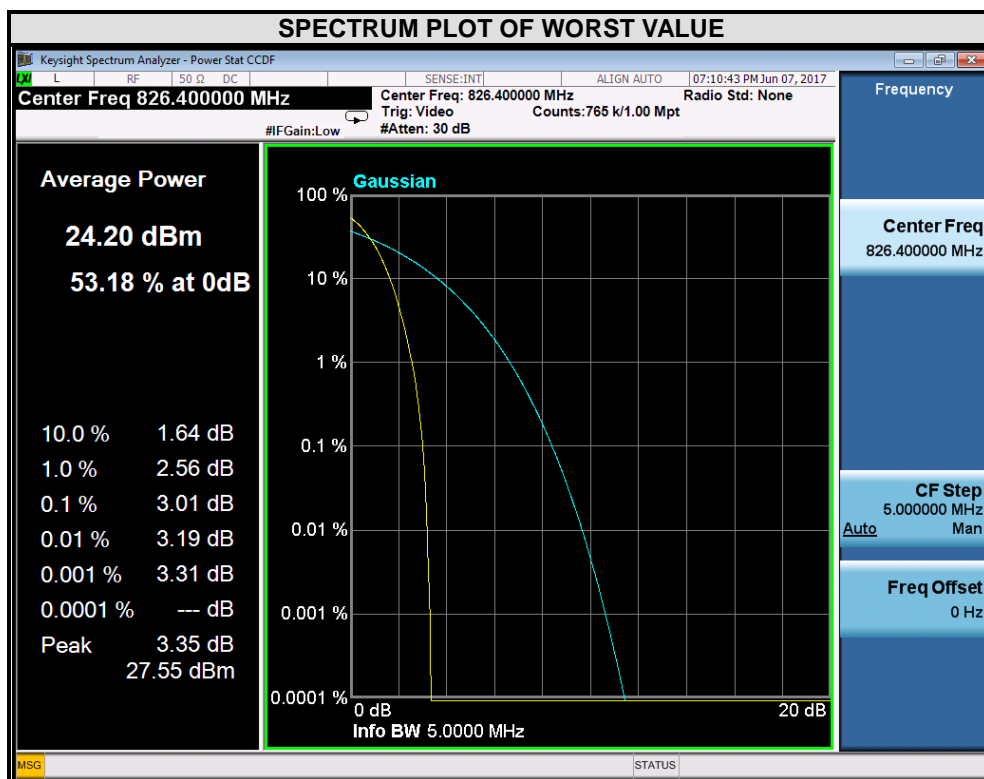 SPECTRUM PLOT OF WORST VALUE
Keysight Spectrum Analyzer - Power Stat CCDF
LXI L RF 50 Ω DC SENSE:INT ALIGN AUTO 07:10:43 PM Jun 07, 2017
Center Freq 826.400000 MHz
#IFGain:Low
Center Freq: 826.400000 MHz Radio Std: None
Trig: Video Counts:765 k/1.00 Mpt
#Atten: 30 dB
Average Power
24.20 dBm
53.18 % at 0dB
10.0 % 1.64 dB
1.0 % 2.56 dB
0.1 % 3.01 dB
0.01 % 3.19 dB
0.001 % 3.31 dB
0.0001 % --- dB
Peak 3.35 dB
27.55 dBm
Gaussian
100 %
10 %
1 %
0.1 %
0.01 %
0.001 %
0.0001 %
0 dB 20 dB
Info BW 5.0000 MHz
Frequency
Center Freq
826.400000 MHz
CF Step
5.000000 MHz
Auto Man
Freq Offset
0 Hz
MSG STATUS